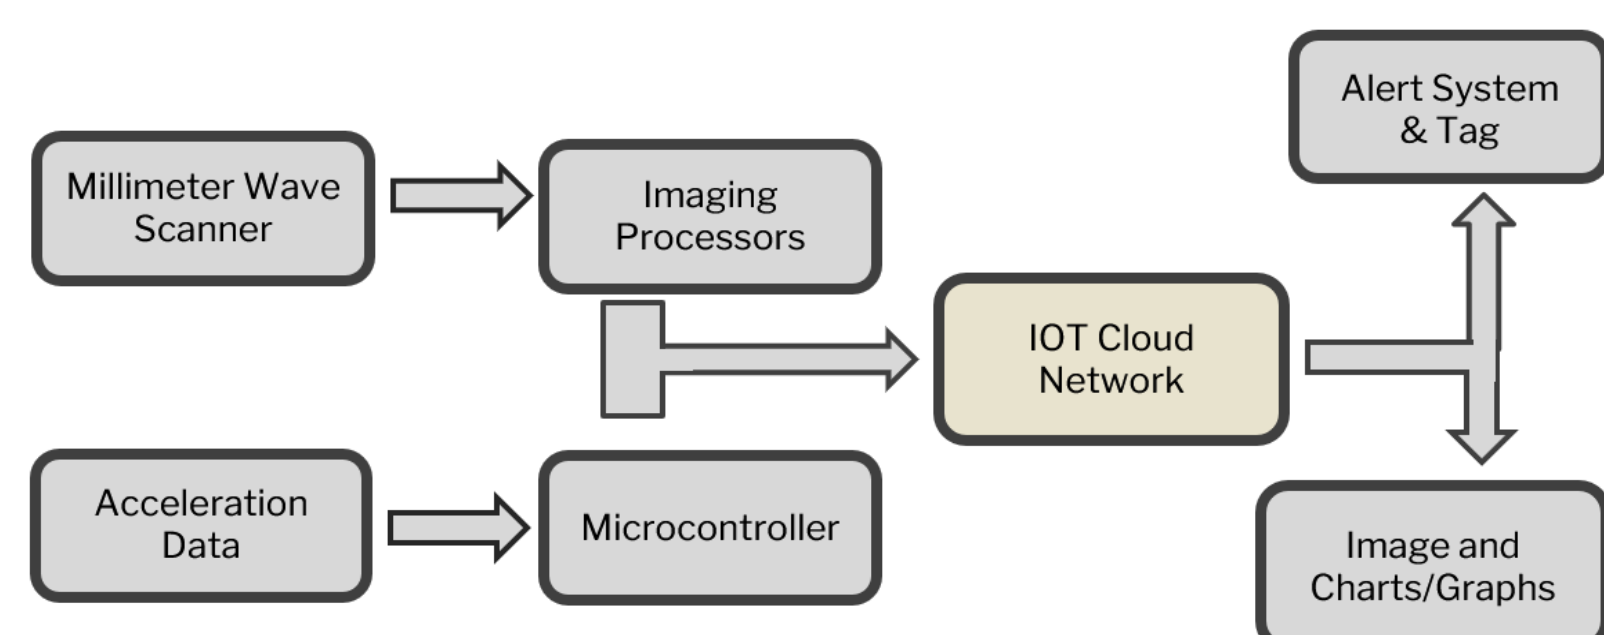 Millimeter Wave
Scanner
Imaging
Processors
Acceleration
Data
Microcontroller
IOT Cloud
Network
Alert System
& Tag
Image and
Charts/Graphs